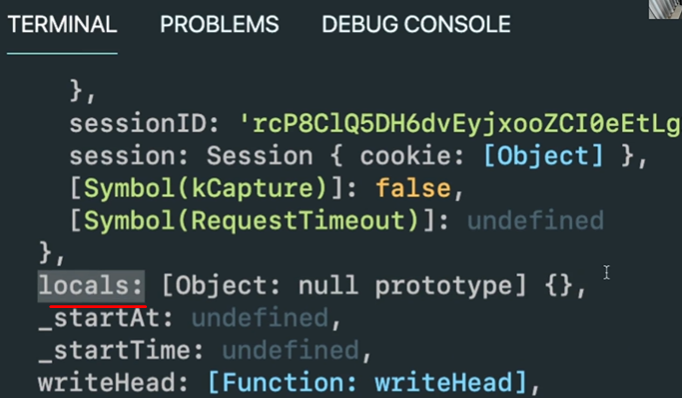 TERMINAL PROBLEMS DEBUG CONSOLE
},
sessionID: 'rcP8ClQ5DH6dvEyjxooZCI0eEtLg
session: Session { cookie: [Object] },
[Symbol(kCapture)]: false,
[Symbol(RequestTimeout)]: undefined
},
locals: [Object: null prototype] {},
_startAt: undefined,
_startTime: undefined,
writeHead: [Function: writeHead],